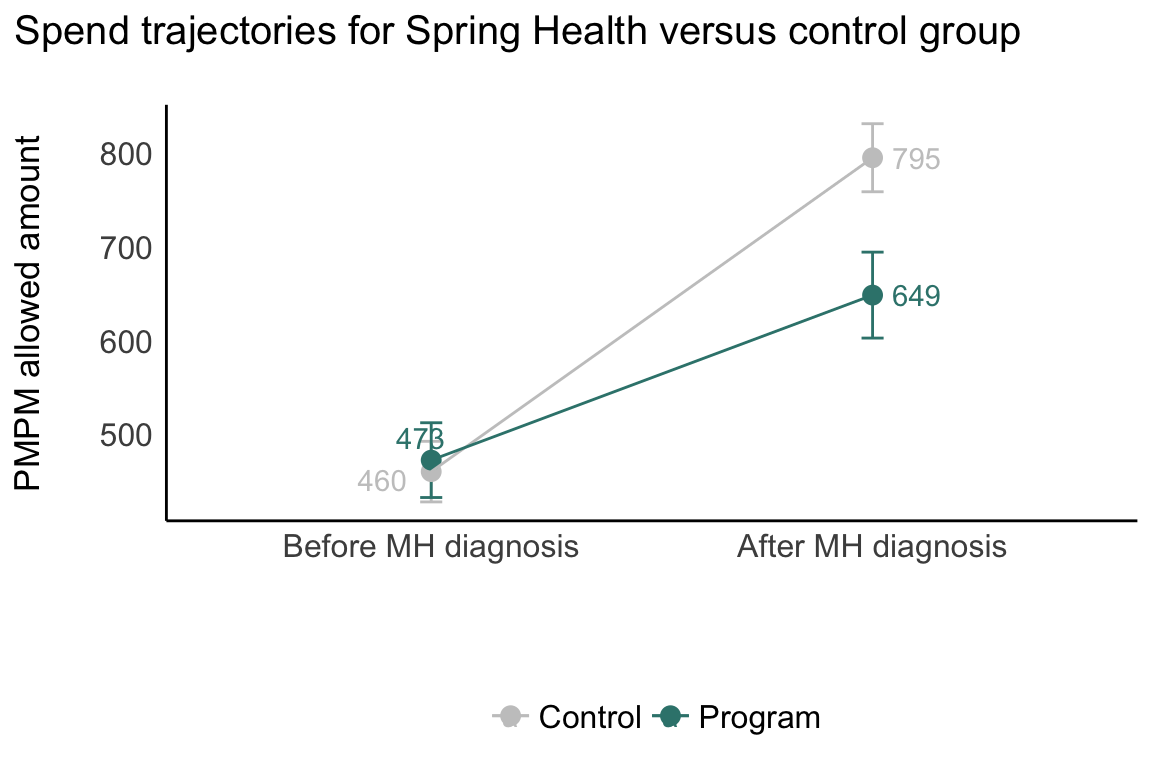 Spend trajectories for Spring Health versus control group
PMPM allowed amount
800
700
600
500
795
649
473
460
Before MH diagnosis
After MH diagnosis
Control
Program